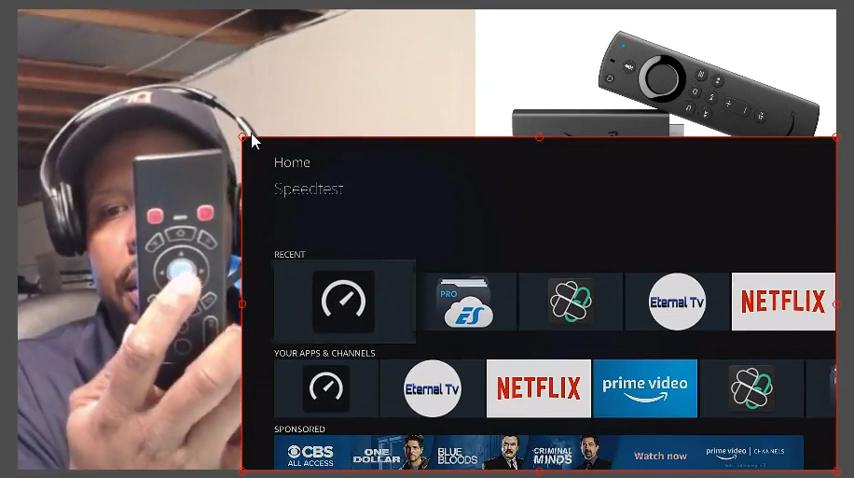 Home
Speedtest
RECENT
PRO
ES
Eternal Tv
NETFLIX
YOUR APPS & CHANNELS
Eternal Tv
NETFLIX
prime video
SPONSORED
CBS ALL ACCESS
ONE DOLLAR
BLUE BLOODS
CRIMINAL MINDS
Watch now
prime video | CHANNELS